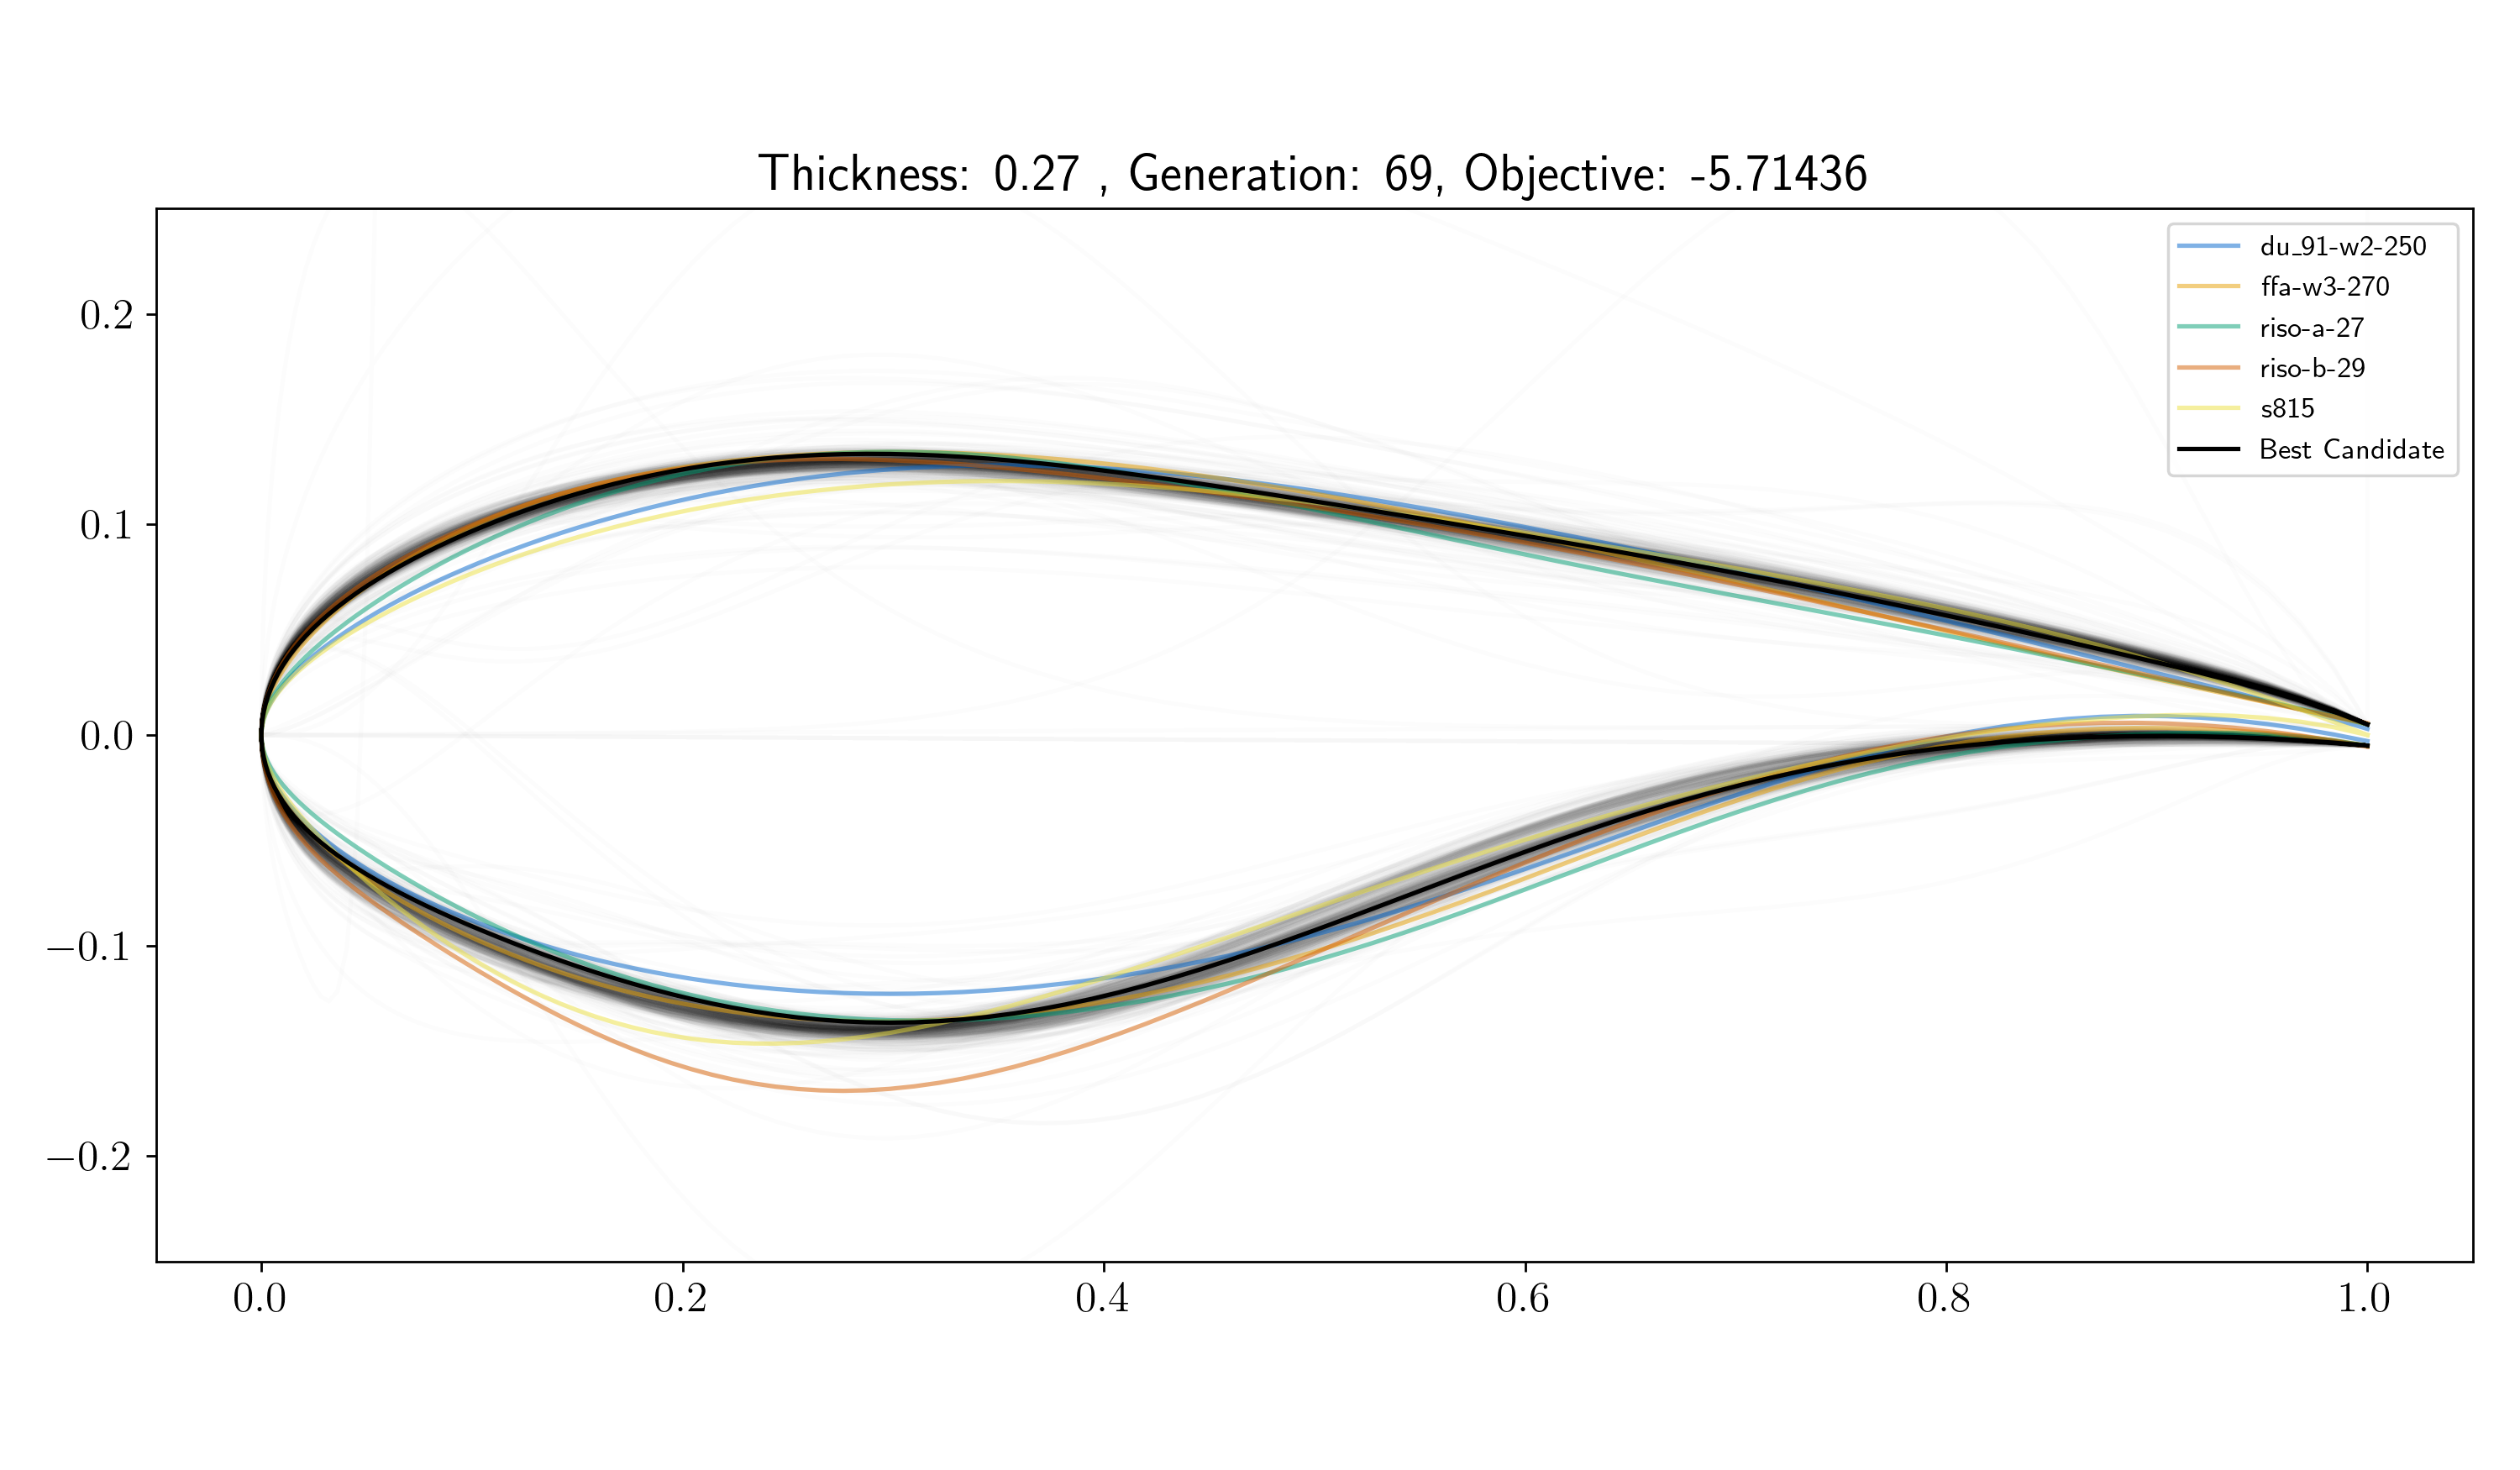 Thickness: 0.27 , Generation: 69, Objective: -5.71436
du_91-w2-250
ffa-w3-270
riso-a-27
riso-b-29
s815
Best Candidate
0.2
0.1
0.0
−0.1
−0.2
0.0 0.2 0.4 0.6 0.8 1.0